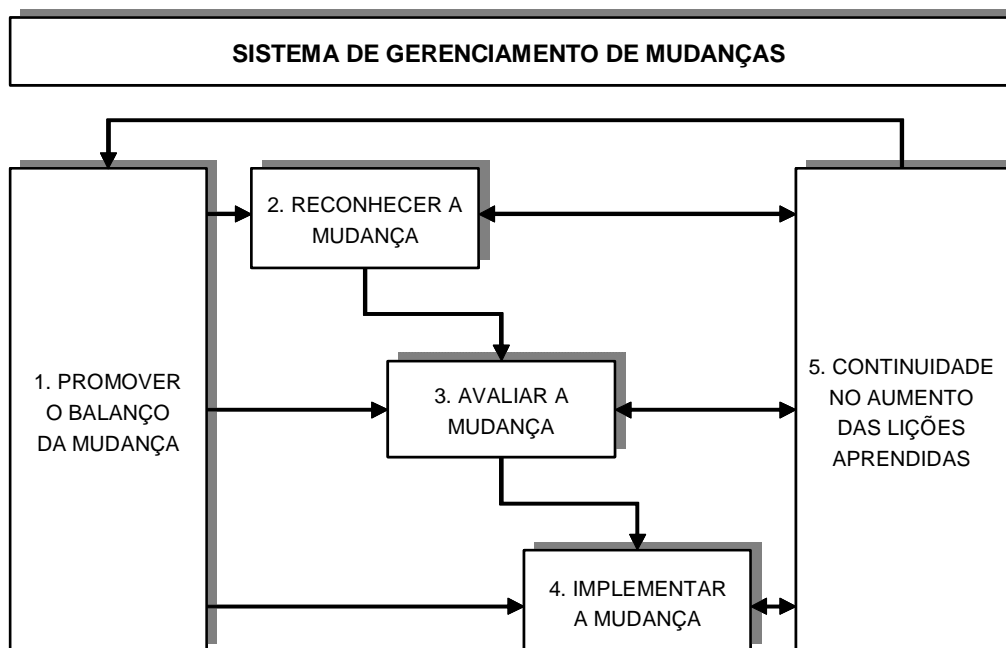 SISTEMA DE GERENCIAMENTO DE MUDANÇAS
1. PROMOVER
O BALANÇO
DA MUDANÇA
2. RECONHECER A
MUDANÇA
3. AVALIAR A
MUDANÇA
4. IMPLEMENTAR
A MUDANÇA
5. CONTINUIDADE
NO AUMENTO
DAS LIÇÕES
APRENDIDAS